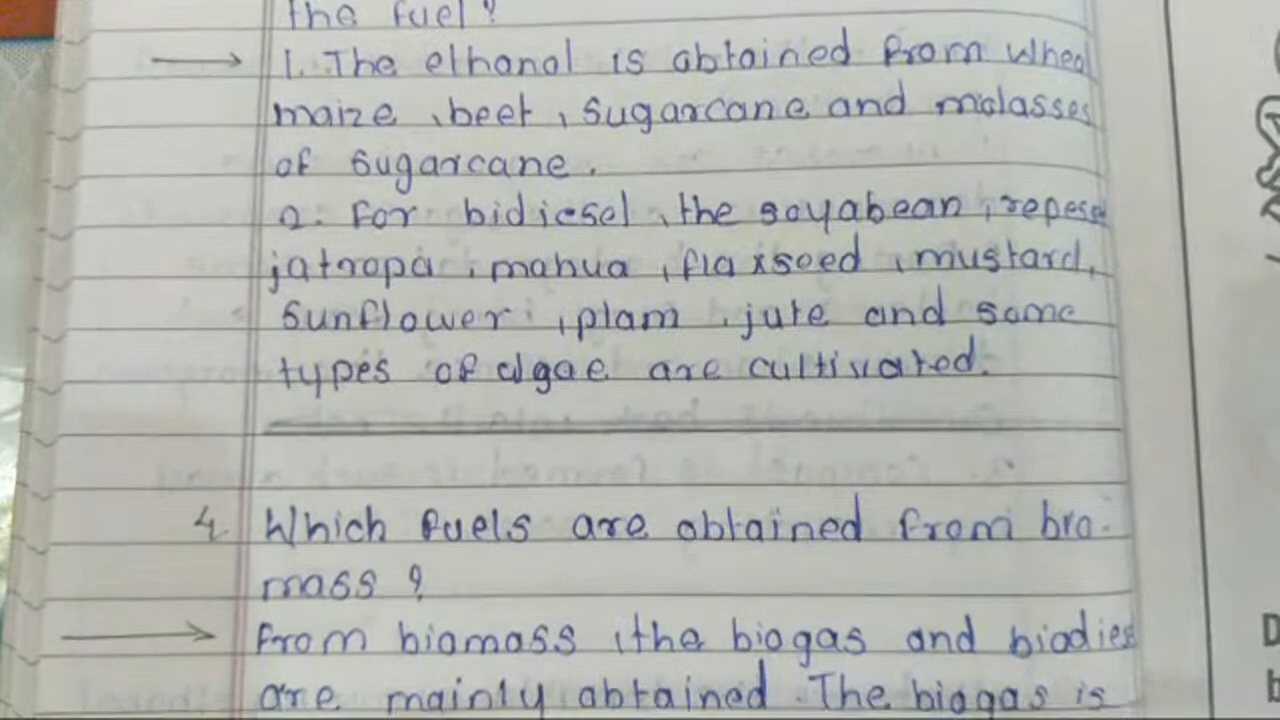 the fuel?
→ 1. The ethanol is obtained from Whea
maize, beet, sugarcane and molasses
of sugarcane.
2. For bidiesel, the soyabean, repese
jatropa, mahua, flaxseed, mustard,
sunflower, plam, jute and some
types of algae are cultivated.
4. Which fuels are obtained from bio-
mass?
→ From biomass, the biogas and biodies
are mainly obtained. The biogas is
D
b